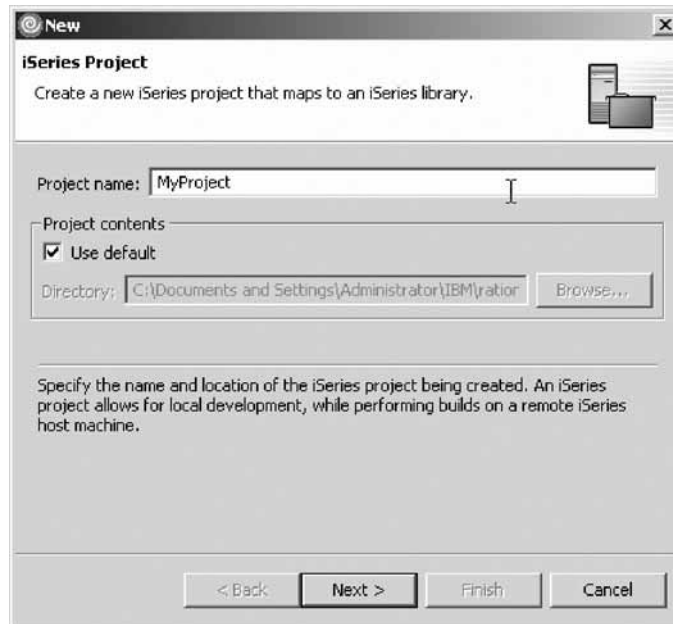 New
iSeries Project
Create a new iSeries project that maps to an iSeries library.
Project name: MyProject
Project contents
Use default
Directory: C:\Documents and Settings\Administrator\IBM\ration
Browse...
Specify the name and location of the iSeries project being created. An iSeries
project allows for local development, while performing builds on a remote iSeries
host machine.
< Back Next > Finish Cancel